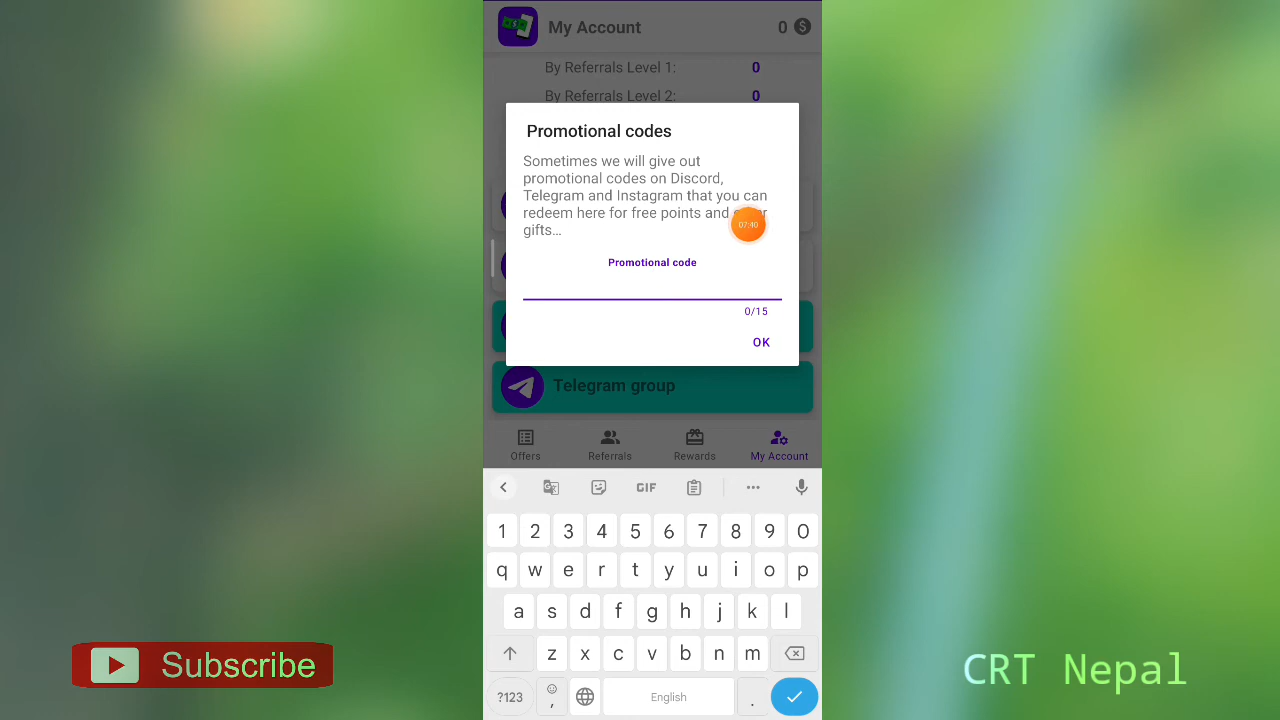 My Account
0
By Referrals Level 1:
0
By Referrals Level 2:
0
Promotional codes
Sometimes we will give out
promotional codes on Discord,
Telegram and Instagram that you can
redeem here for free points and
gifts...
07:40
Promotional code
0/15
OK
Telegram group
Offers
Referrals
Rewards
My Account
GIF
1 2 3 4 5 6 7 8 9 0
q w e r t y u i o p
a s d f g h j k l
z x c v b n m
?123
,
English
.
Subscribe
CRT Nepal